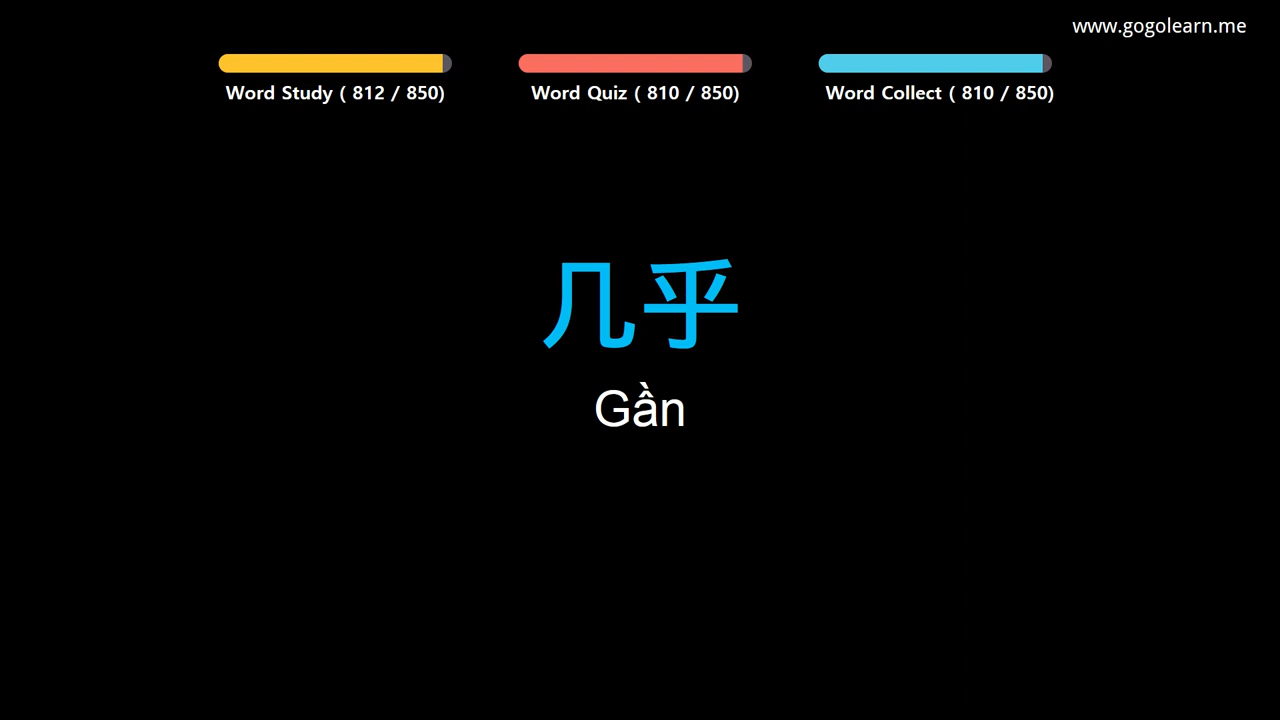 www.gogolearn.me
Word Study ( 812 / 850)
Word Quiz ( 810 / 850)
Word Collect ( 810 / 850)
几乎
Gần